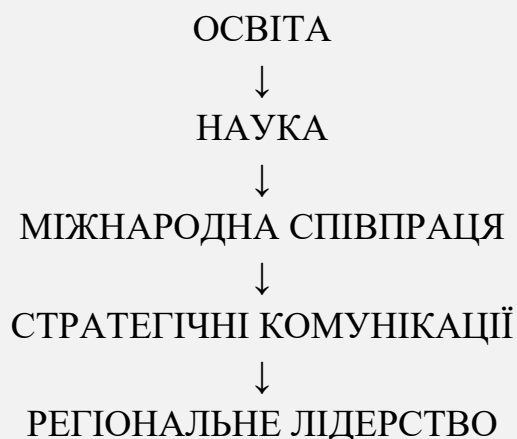 ОСВІТА
↓
НАУКА
↓
МІЖНАРОДНА СПІВПРАЦЯ
↓
СТРАТЕГІЧНІ КОМУНІКАЦІЇ
↓
РЕГІОНАЛЬНЕ ЛІДЕРСТВО